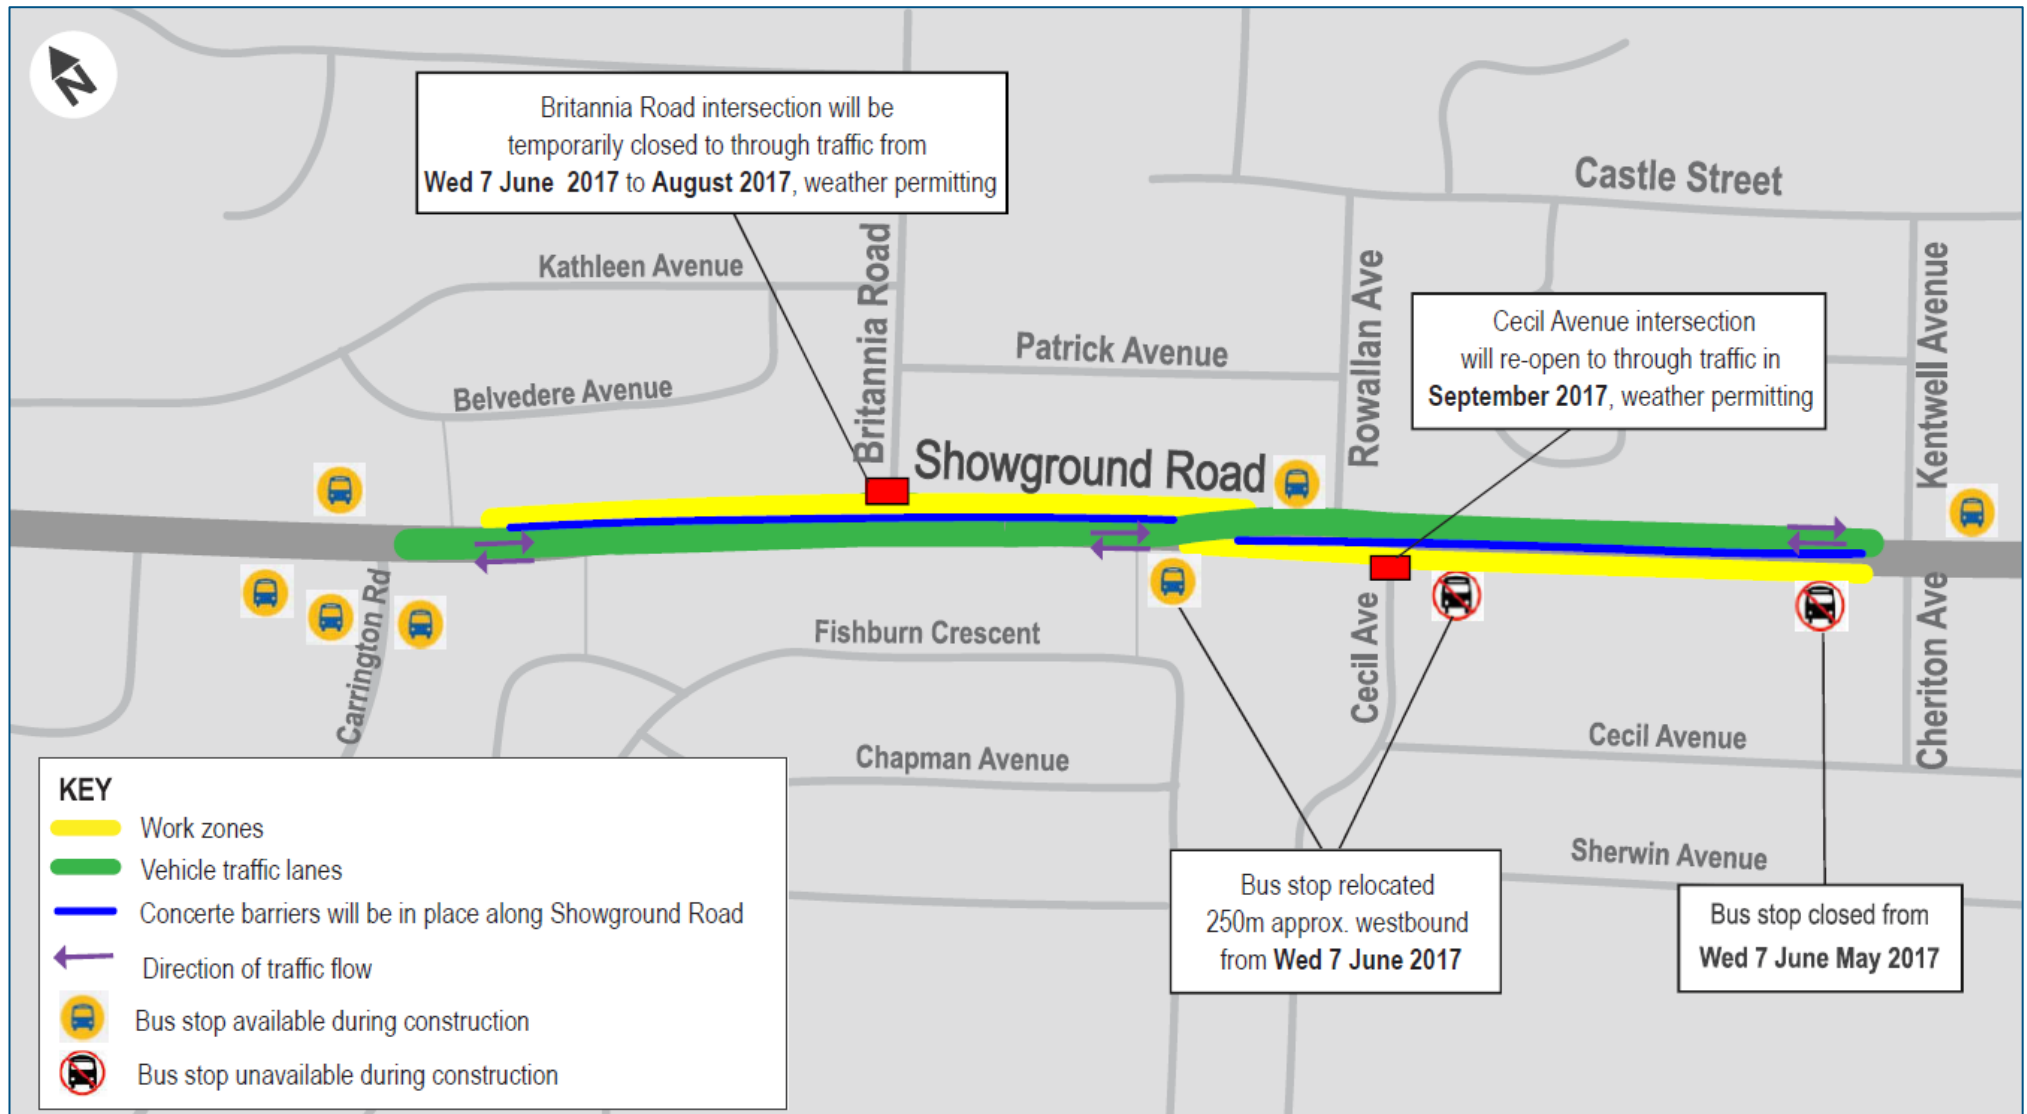 N
Britannia Road intersection will be
temporarily closed to through traffic from
Wed 7 June 2017 to August 2017, weather permitting
Castle Street
Kathleen Avenue
Britannia Road
Rowallan Ave
Kentwell Avenue
Cecil Avenue intersection
will re-open to through traffic in
September 2017, weather permitting
Patrick Avenue
Belvedere Avenue
Showground Road
Carrington Rd
Fishburn Crescent
Cecil Ave
Cheriton Ave
Chapman Avenue
Cecil Avenue
Sherwin Avenue
Bus stop relocated
250m approx. westbound
from Wed 7 June 2017
Bus stop closed from
Wed 7 June May 2017
KEY
Work zones
Vehicle traffic lanes
Concerte barriers will be in place along Showground Road
Direction of traffic flow
Bus stop available during construction
Bus stop unavailable during construction